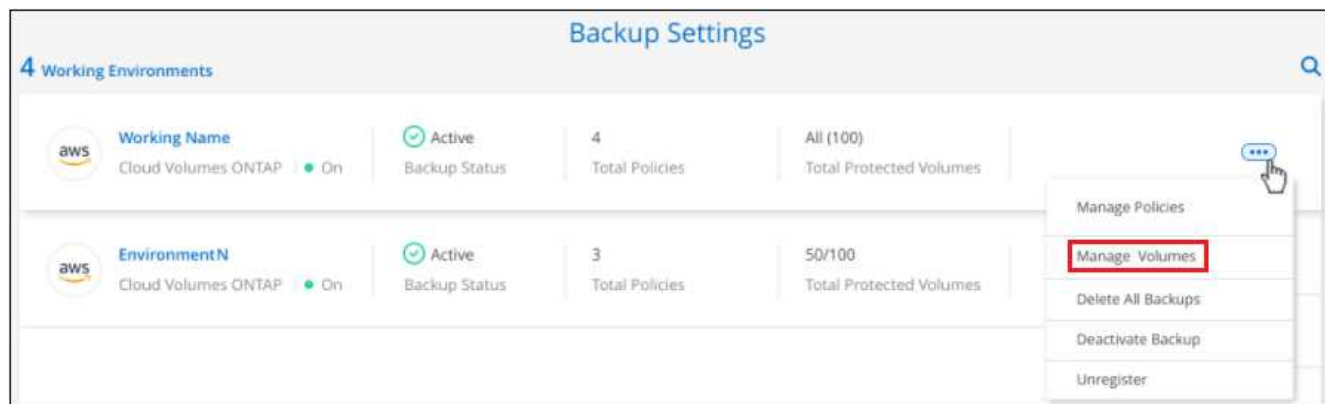 Backup Settings
4 Working Environments
aws
Working Name
Cloud Volumes ONTAP On
Active
Backup Status
4
Total Policies
All (100)
Total Protected Volumes
Manage Policies
Manage Volumes
Delete All Backups
Deactivate Backup
Unregister
aws
EnvironmentN
Cloud Volumes ONTAP On
Active
Backup Status
3
Total Policies
50/100
Total Protected Volumes